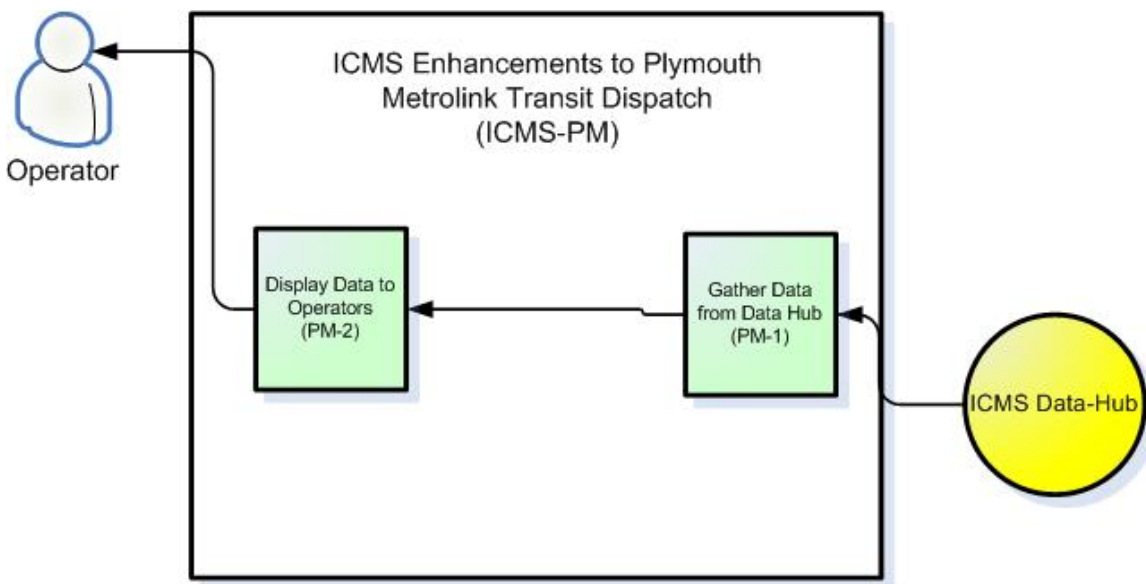 ICMS Enhancements to Plymouth
Metrolink Transit Dispatch
(ICMS-PM)
Operator
Display Data to
Operators
(PM-2)
Gather Data
from Data Hub
(PM-1)
ICMS Data-Hub